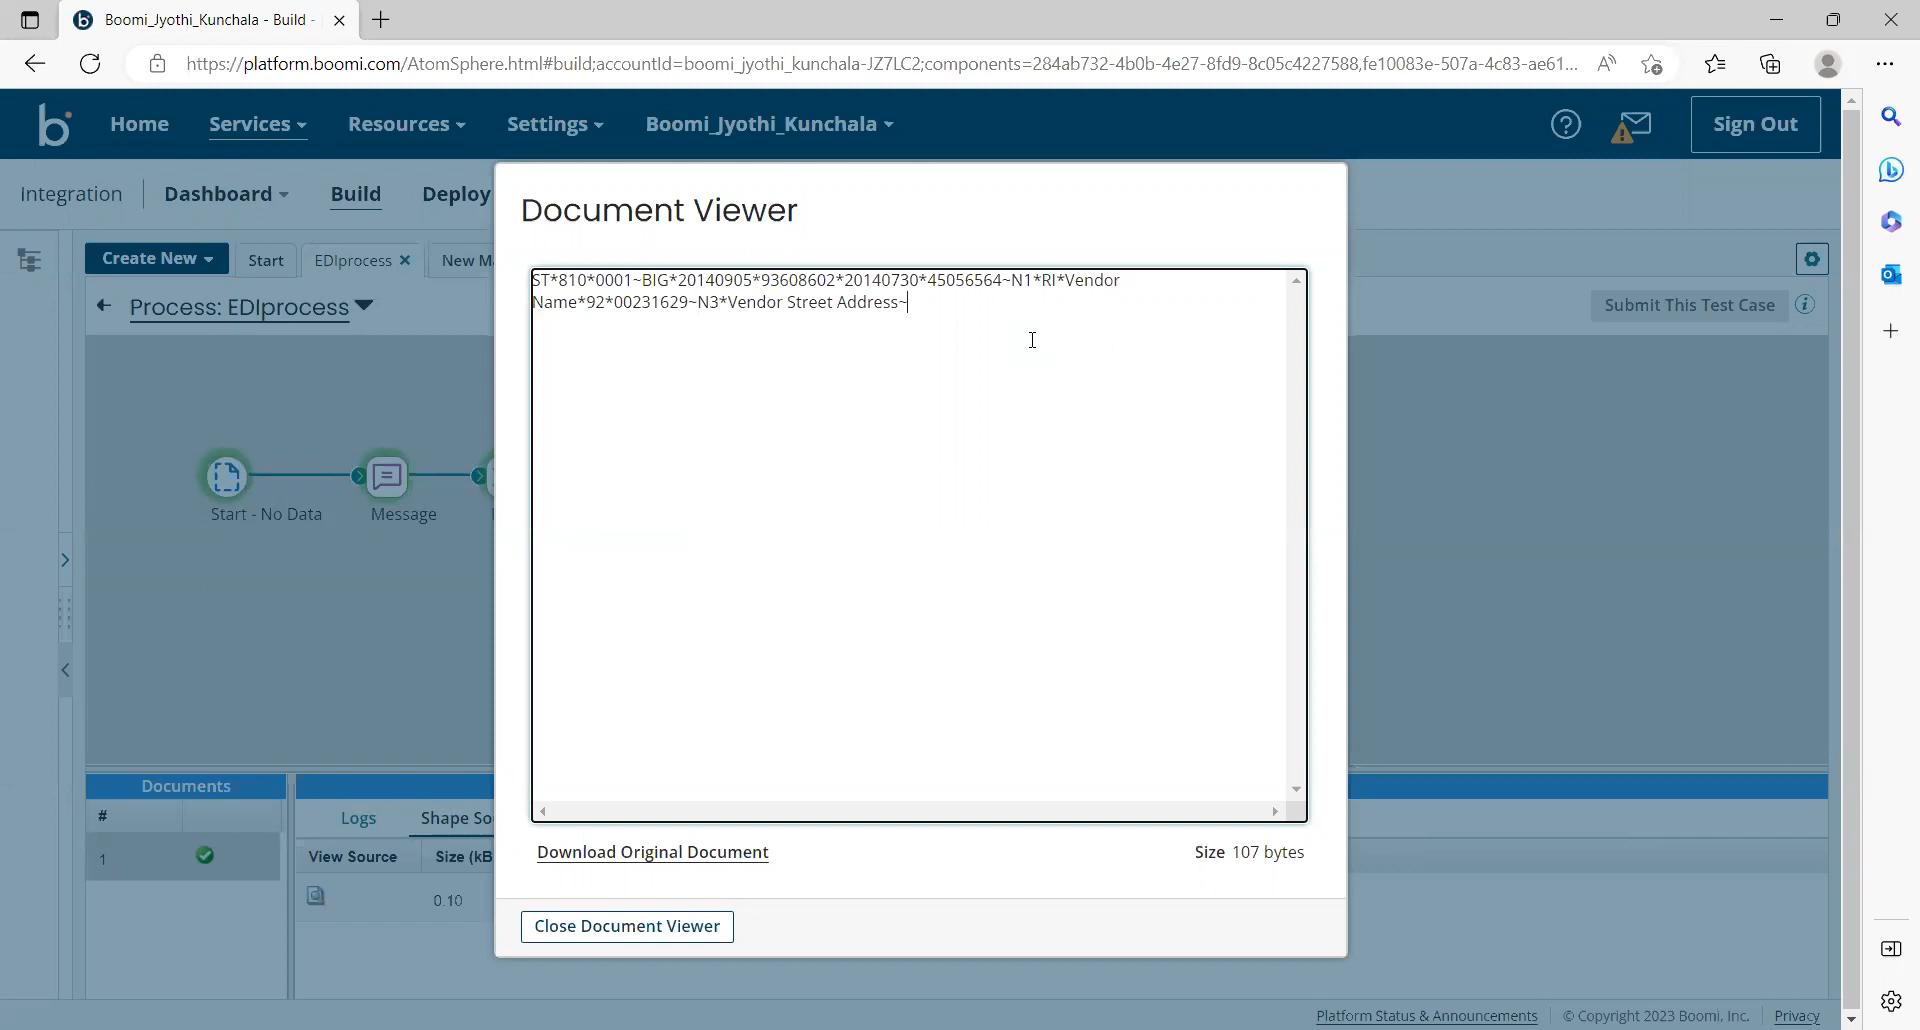 Boomi_Jyothi_Kunchala - Build -
https://platform.boomi.com/AtomSphere.html#build;accountId=boomi_jyothi_kunchala-JZ7LC2;components=284ab732-4b0b-4e27-8fd9-8c05c4227588,fe10083e-507a-4c83-ae61...
Home Services Resources Settings Boomi_Jyothi_Kunchala Sign Out
Integration Dashboard Build Deploy
Document Viewer
Create New Start EDIprocess New Ma
ST*810*0001~BIG*20140905*93608602*20140730*45056564~N1*RI*Vendor
Name*92*00231629~N3*Vendor Street Address~
Process: EDIprocess
Submit This Test Case
Start - No Data Message
Documents
# Logs Shape So
View Source Size (kB
1 0.10
Download Original Document Size 107 bytes
Close Document Viewer
Platform Status & Announcements © Copyright 2023 Boomi, Inc. Privacy